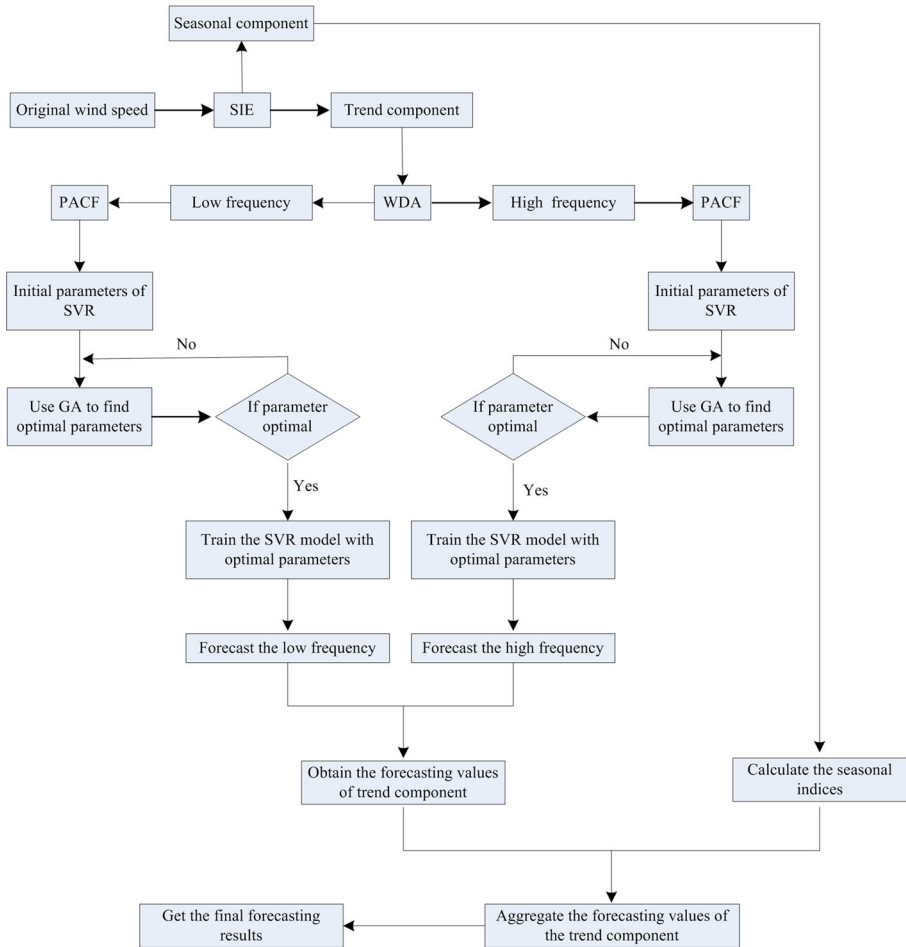 Seasonal component
Original wind speed
SIE
Trend component
PACF
Low frequency
WDA
High frequency
PACF
Initial parameters of
SVR
Initial parameters of
SVR
No
No
Use GA to find
optimal parameters
If parameter
optimal
If parameter
optimal
Use GA to find
optimal parameters
Yes
Yes
Train the SVR model with
optimal parameters
Train the SVR model with
optimal parameters
Forecast the low frequency
Forecast the high frequency
Obtain the forecasting values
of trend component
Calculate the seasonal
indices
Get the final forecasting
results
Aggregate the forecasting values of
the trend component